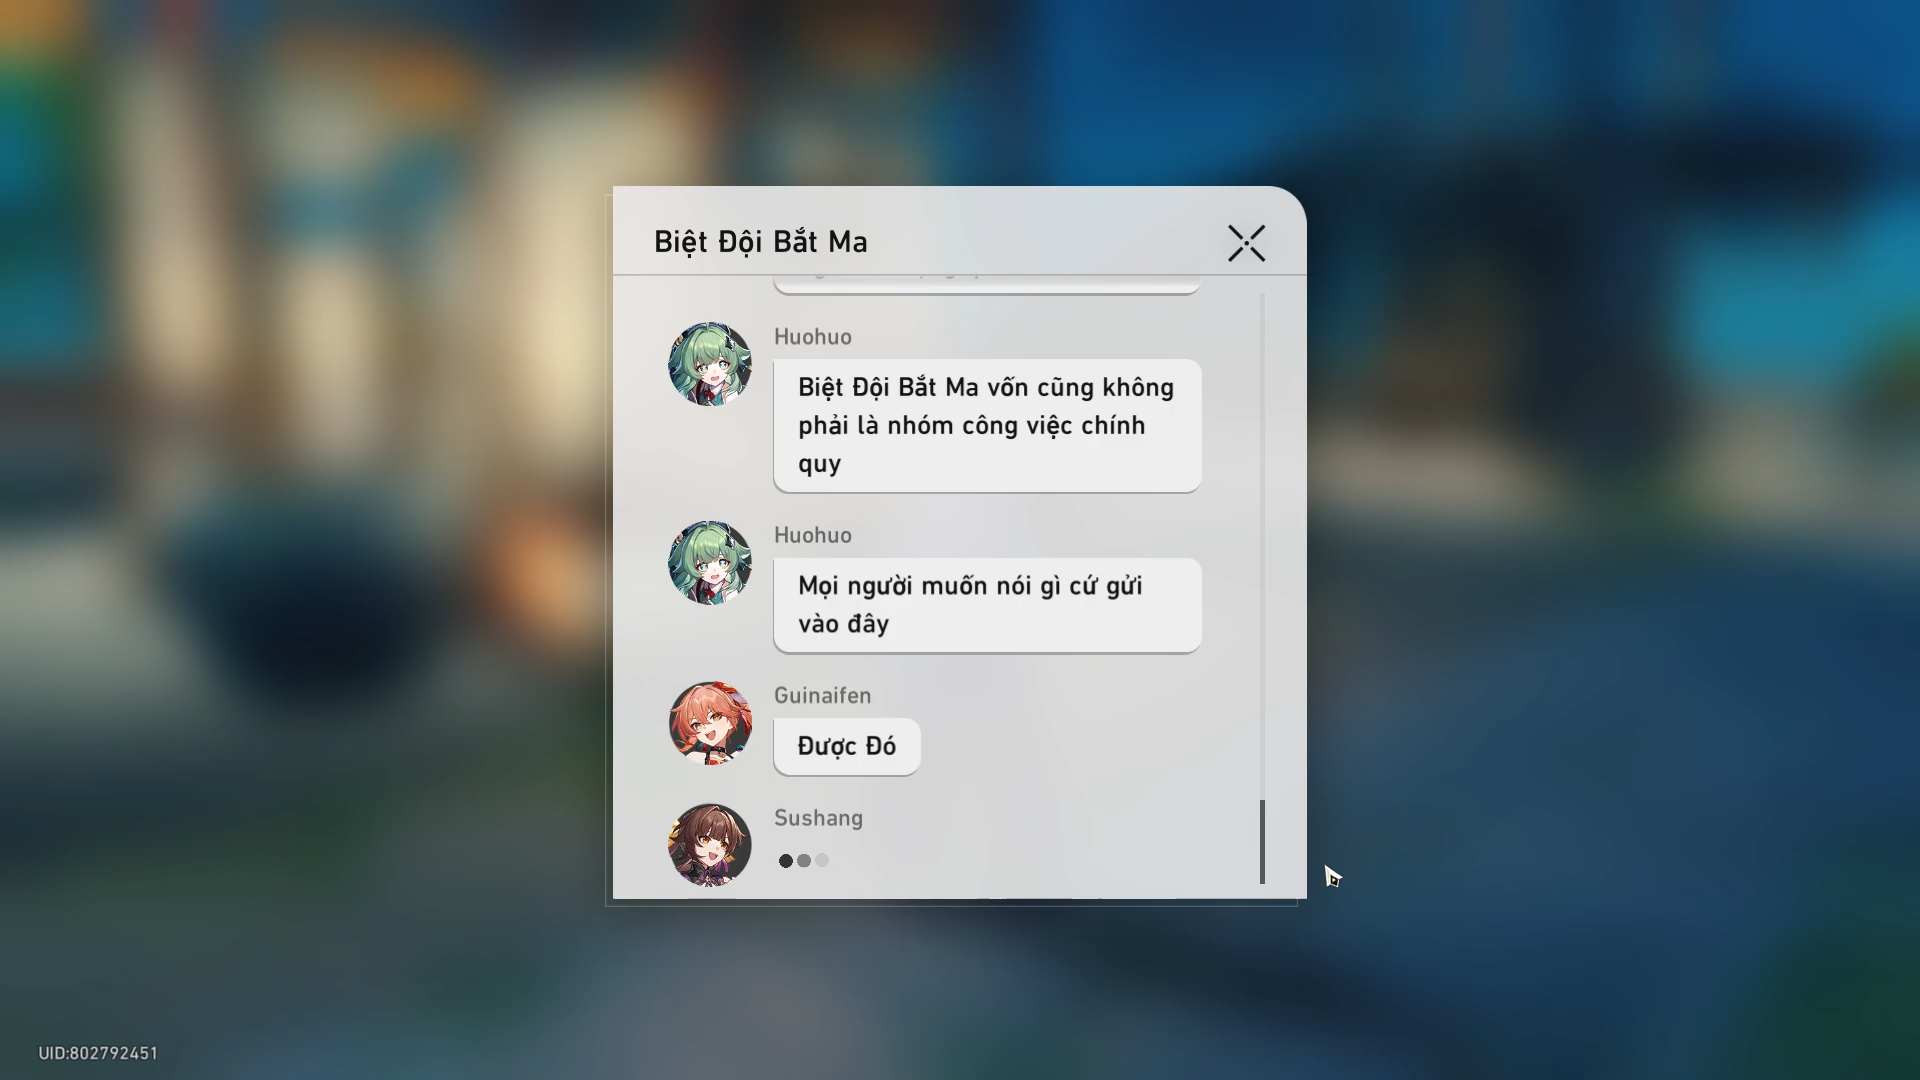 Biệt Đội Bắt Ma
Huohuo
Biệt Đội Bắt Ma vốn cũng không
phải là nhóm công việc chính
quy
Huohuo
Mọi người muốn nói gì cứ gửi
vào đây
Guinaifen
Được Đó
Sushang
UID:802792451